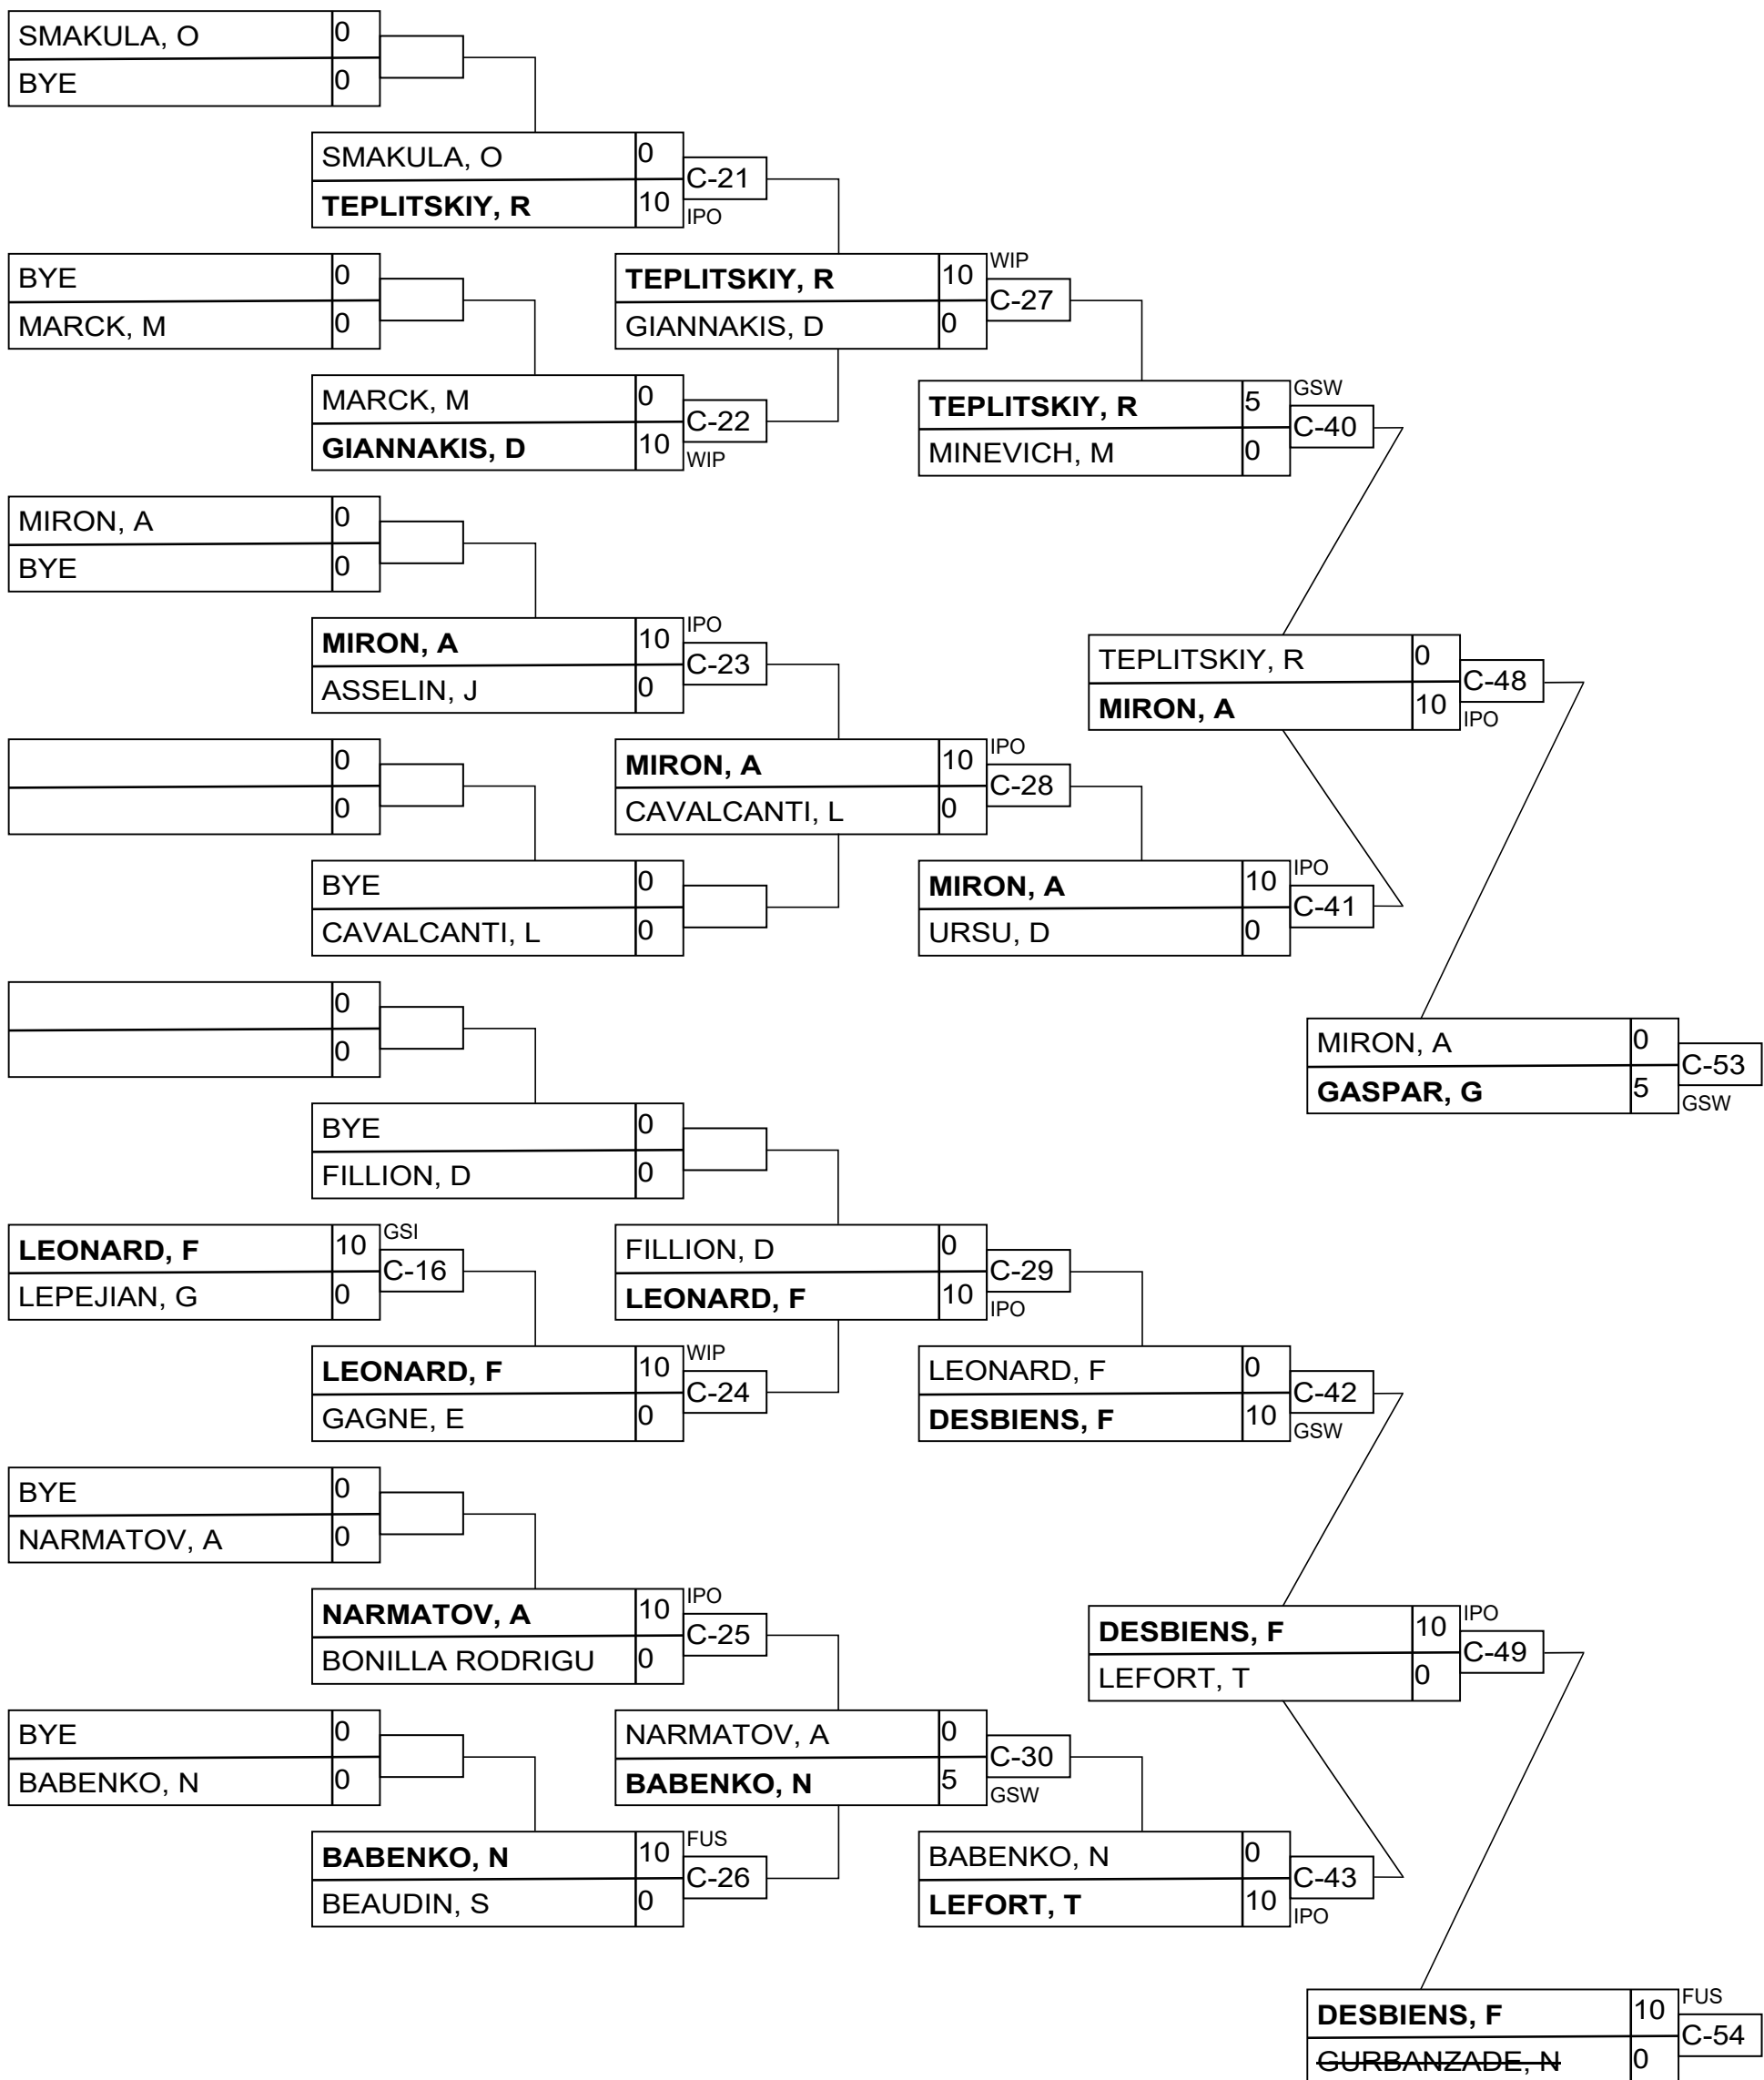 SMAKULA, O 0
BYE 0
SMAKULA, O 0
C-21
TEPLITSKIY, R 10
IPO
BYE 0
MARCK, M 0
TEPLITSKIY, R 10
WIP
C-27
GIANNAKIS, D 0
MARCK, M 0
C-22
GIANNAKIS, D 10
WIP
TEPLITSKIY, R 5
GSW
C-40
MINEVICH, M 0
MIRON, A 0
BYE 0
MIRON, A 10
IPO
C-23
ASSELIN, J 0
TEPLITSKIY, R 0
C-48
MIRON, A 10
IPO
0
0
MIRON, A 10
IPO
C-28
CAVALCANTI, L 0
BYE 0
CAVALCANTI, L 0
MIRON, A 10
IPO
C-41
URSU, D 0
0
0
MIRON, A 0
C-53
GASPAR, G 5
GSW
BYE 0
FILLION, D 0
LEONARD, F 10
GSI
C-16
LEPEJIAN, G 0
FILLION, D 0
C-29
LEONARD, F 10
IPO
LEONARD, F 10
WIP
C-24
GAGNE, E 0
LEONARD, F 0
C-42
DESBIENS, F 10
GSW
BYE 0
NARMATOV, A 0
NARMATOV, A 10
IPO
C-25
BONILLA RODRIGU 0
DESBIENS, F 10
IPO
C-49
LEFORT, T 0
BYE 0
BABENKO, N 0
NARMATOV, A 0
C-30
BABENKO, N 5
GSW
BABENKO, N 10
FUS
C-26
BEAUDIN, S 0
BABENKO, N 0
C-43
LEFORT, T 10
IPO
DESBIENS, F 10
FUS
C-54
GURBANZADE, N 0